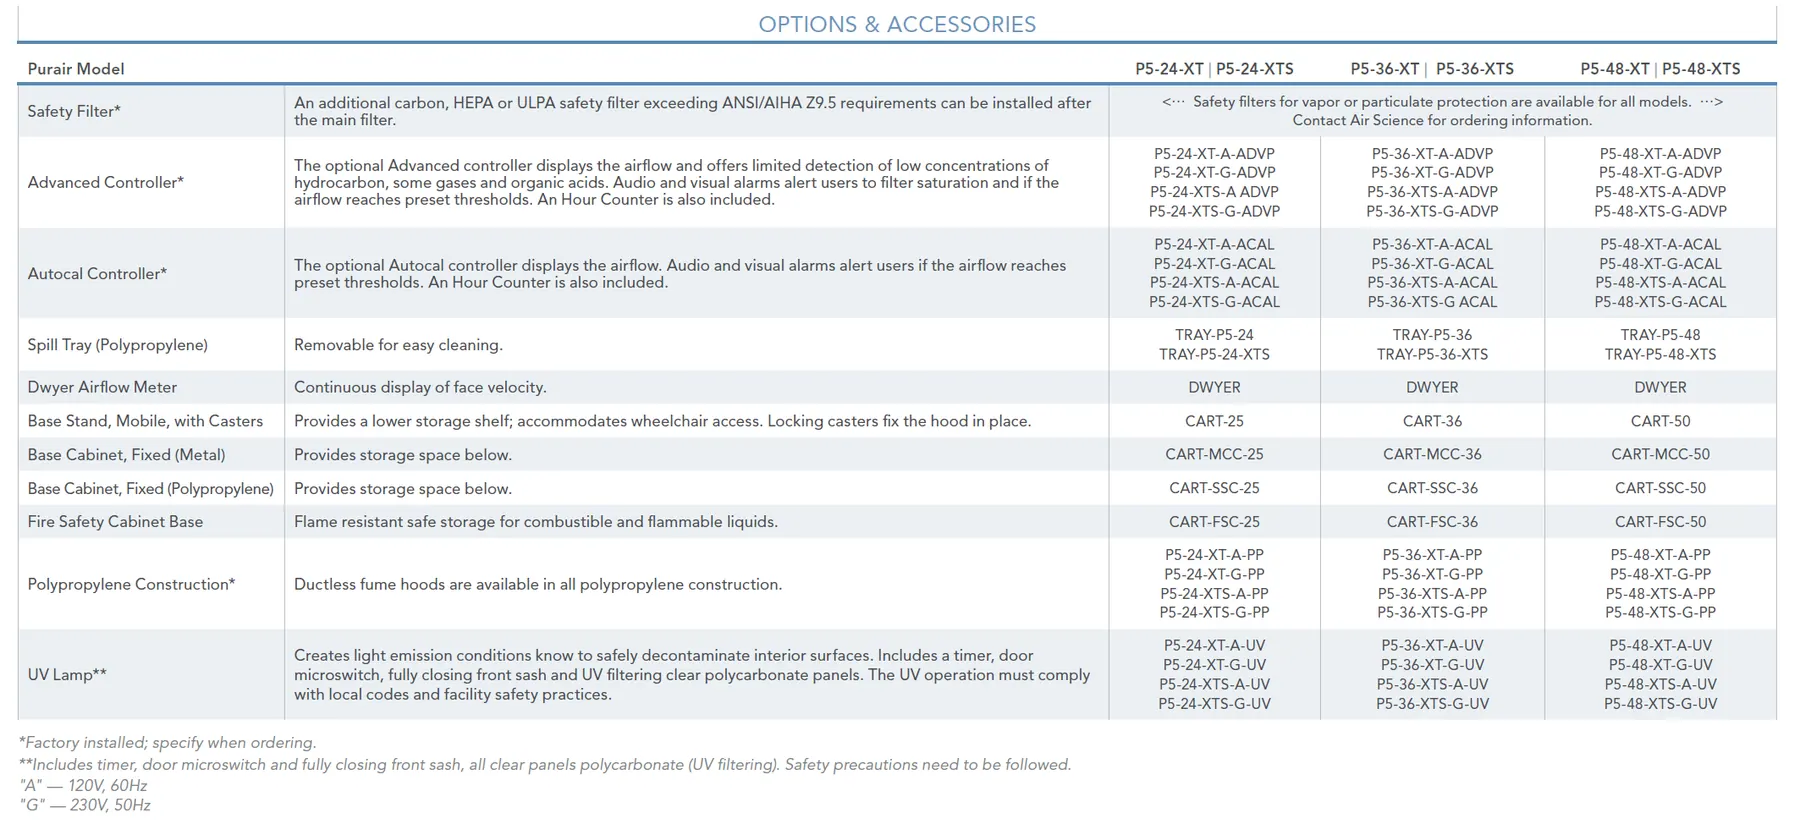 OPTIONS & ACCESSORIES
Purair Model
P5-24-XT | P5-24-XTS
P5-36-XT | P5-36-XTS
P5-48-XT | P5-48-XTS
Safety Filter*
An additional carbon, HEPA or ULPA safety filter exceeding ANSI/AIHA Z9.5 requirements can be installed after
the main filter.
<··· Safety filters for vapor or particulate protection are available for all models. ···>
Contact Air Science for ordering information.
Advanced Controller*
The optional Advanced controller displays the airflow and offers limited detection of low concentrations of
hydrocarbon, some gases and organic acids. Audio and visual alarms alert users to filter saturation and if the
airflow reaches preset thresholds. An Hour Counter is also included.
P5-24-XT-A-ADVP
P5-24-XT-G-ADVP
P5-24-XTS-A ADVP
P5-24-XTS-G-ADVP
P5-36-XT-A-ADVP
P5-36-XT-G-ADVP
P5-36-XTS-A-ADVP
P5-36-XTS-G-ADVP
P5-48-XT-A-ADVP
P5-48-XT-G-ADVP
P5-48-XTS-A-ADVP
P5-48-XTS-G-ADVP
Autocal Controller*
The optional Autocal controller displays the airflow. Audio and visual alarms alert users if the airflow reaches
preset thresholds. An Hour Counter is also included.
P5-24-XT-A-ACAL
P5-24-XT-G-ACAL
P5-24-XTS-A-ACAL
P5-24-XTS-G-ACAL
P5-36-XT-A-ACAL
P5-36-XT-G-ACAL
P5-36-XTS-A-ACAL
P5-36-XTS-G ACAL
P5-48-XT-A-ACAL
P5-48-XT-G-ACAL
P5-48-XTS-A-ACAL
P5-48-XTS-G-ACAL
Spill Tray (Polypropylene)
Removable for easy cleaning.
TRAY-P5-24
TRAY-P5-24-XTS
TRAY-P5-36
TRAY-P5-36-XTS
TRAY-P5-48
TRAY-P5-48-XTS
Dwyer Airflow Meter
Continuous display of face velocity.
DWYER
DWYER
DWYER
Base Stand, Mobile, with Casters
Provides a lower storage shelf; accommodates wheelchair access. Locking casters fix the hood in place.
CART-25
CART-36
CART-50
Base Cabinet, Fixed (Metal)
Provides storage space below.
CART-MCC-25
CART-MCC-36
CART-MCC-50
Base Cabinet, Fixed (Polypropylene)
Provides storage space below.
CART-SSC-25
CART-SSC-36
CART-SSC-50
Fire Safety Cabinet Base
Flame resistant safe storage for combustible and flammable liquids.
CART-FSC-25
CART-FSC-36
CART-FSC-50
Polypropylene Construction*
Ductless fume hoods are available in all polypropylene construction.
P5-24-XT-A-PP
P5-24-XT-G-PP
P5-24-XTS-A-PP
P5-24-XTS-G-PP
P5-36-XT-A-PP
P5-36-XT-G-PP
P5-36-XTS-A-PP
P5-36-XTS-G-PP
P5-48-XT-A-PP
P5-48-XT-G-PP
P5-48-XTS-A-PP
P5-48-XTS-G-PP
UV Lamp**
Creates light emission conditions know to safely decontaminate interior surfaces. Includes a timer, door
microswitch, fully closing front sash and UV filtering clear polycarbonate panels. The UV operation must comply
with local codes and facility safety practices.
P5-24-XT-A-UV
P5-24-XT-G-UV
P5-24-XTS-A-UV
P5-24-XTS-G-UV
P5-36-XT-A-UV
P5-36-XT-G-UV
P5-36-XTS-A-UV
P5-36-XTS-G-UV
P5-48-XT-A-UV
P5-48-XT-G-UV
P5-48-XTS-A-UV
P5-48-XTS-G-UV
*Factory installed; specify when ordering.
**Includes timer, door microswitch and fully closing front sash, all clear panels polycarbonate (UV filtering). Safety precautions need to be followed.
"A" — 120V, 60Hz
"G" — 230V, 50Hz